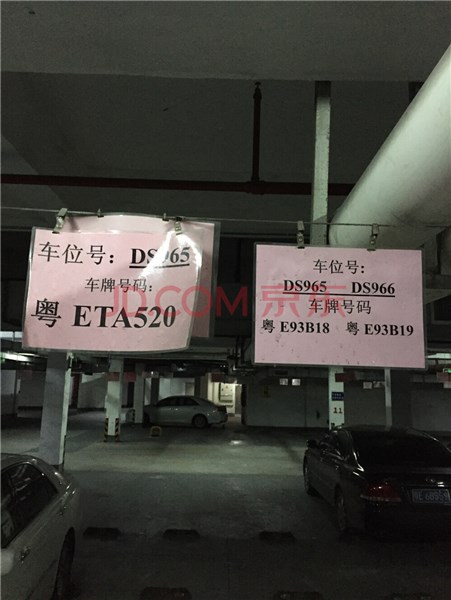 车位号：DS965
车牌号码：
粤 ETA520
车位号：
DS965 DS966
车牌号码
粤 E93B18 粤 E93B19
JD.COM 京东
11